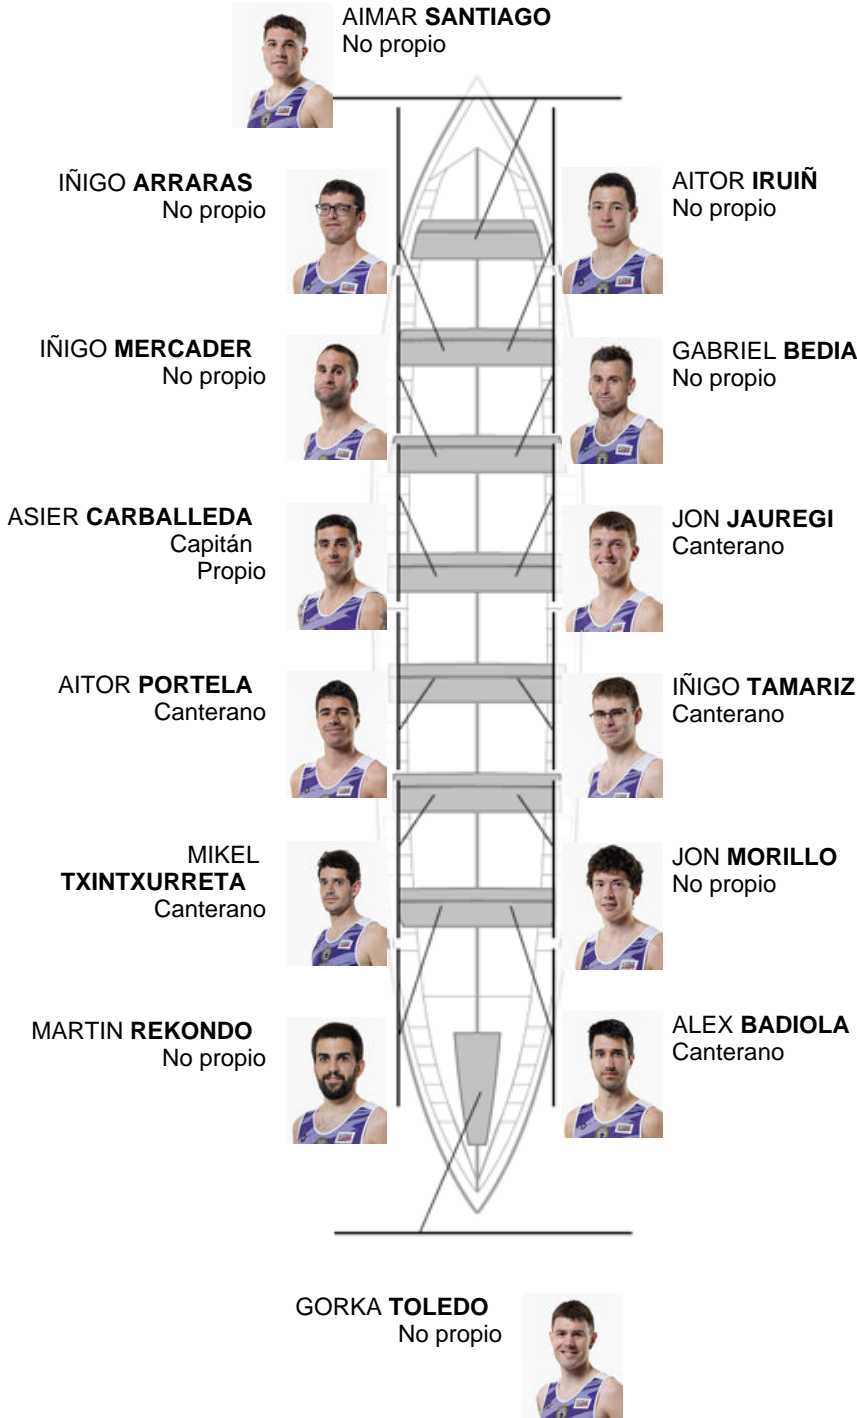 AIMAR SANTIAGO
No propio
IÑIGO ARRARAS
No propio
AITOR IRUIÑ
No propio
IÑIGO MERCADER
No propio
GABRIEL BEDIA
No propio
ASIER CARBALLEDA
Capitán
Propio
JON JAUREGI
Canterano
AITOR PORTELA
Canterano
IÑIGO TAMARIZ
Canterano
MIKEL
TXINTXURRETA
Canterano
JON MORILLO
No propio
MARTIN REKONDO
No propio
ALEX BADIOLA
Canterano
GORKA TOLEDO
No propio